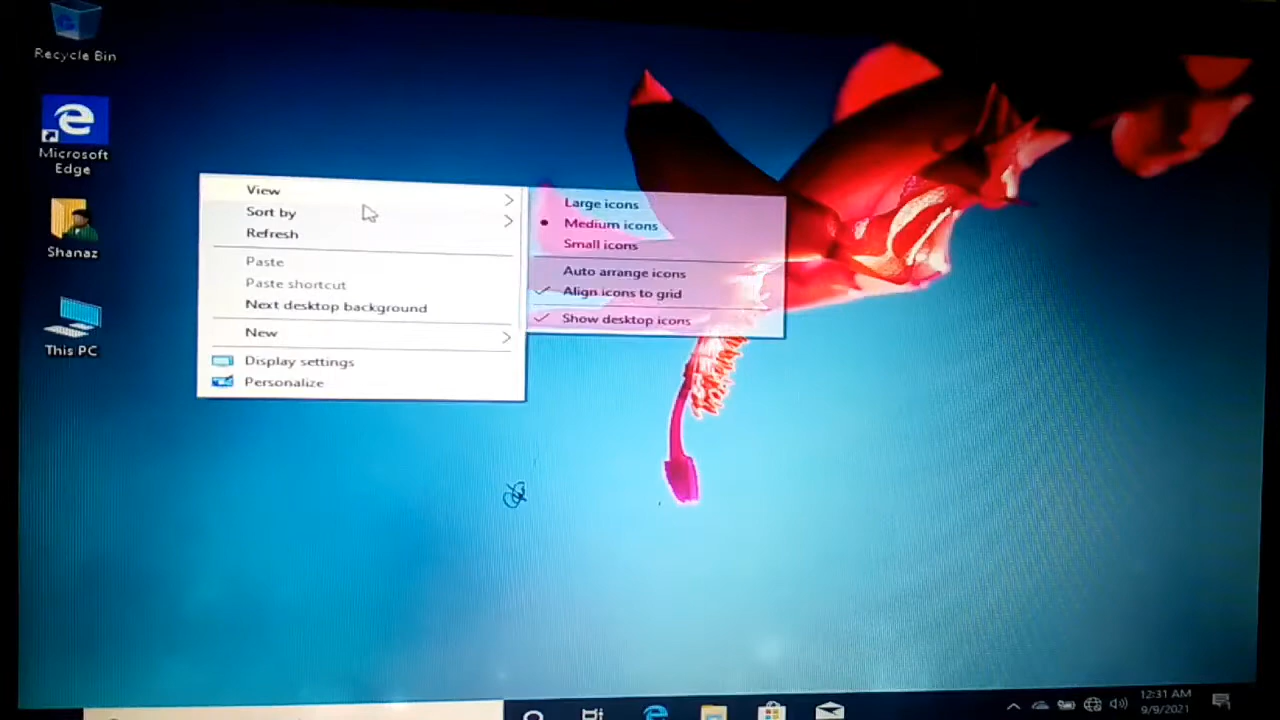 Recycle Bin
Microsoft
Edge
Shanaz
This PC
View
Sort by
Refresh
Paste
Paste shortcut
Next desktop background
New
Display settings
Personalize
Large icons
Medium icons
Small icons
Auto arrange icons
Align icons to grid
Show desktop icons
12:31 AM
9/9/2021